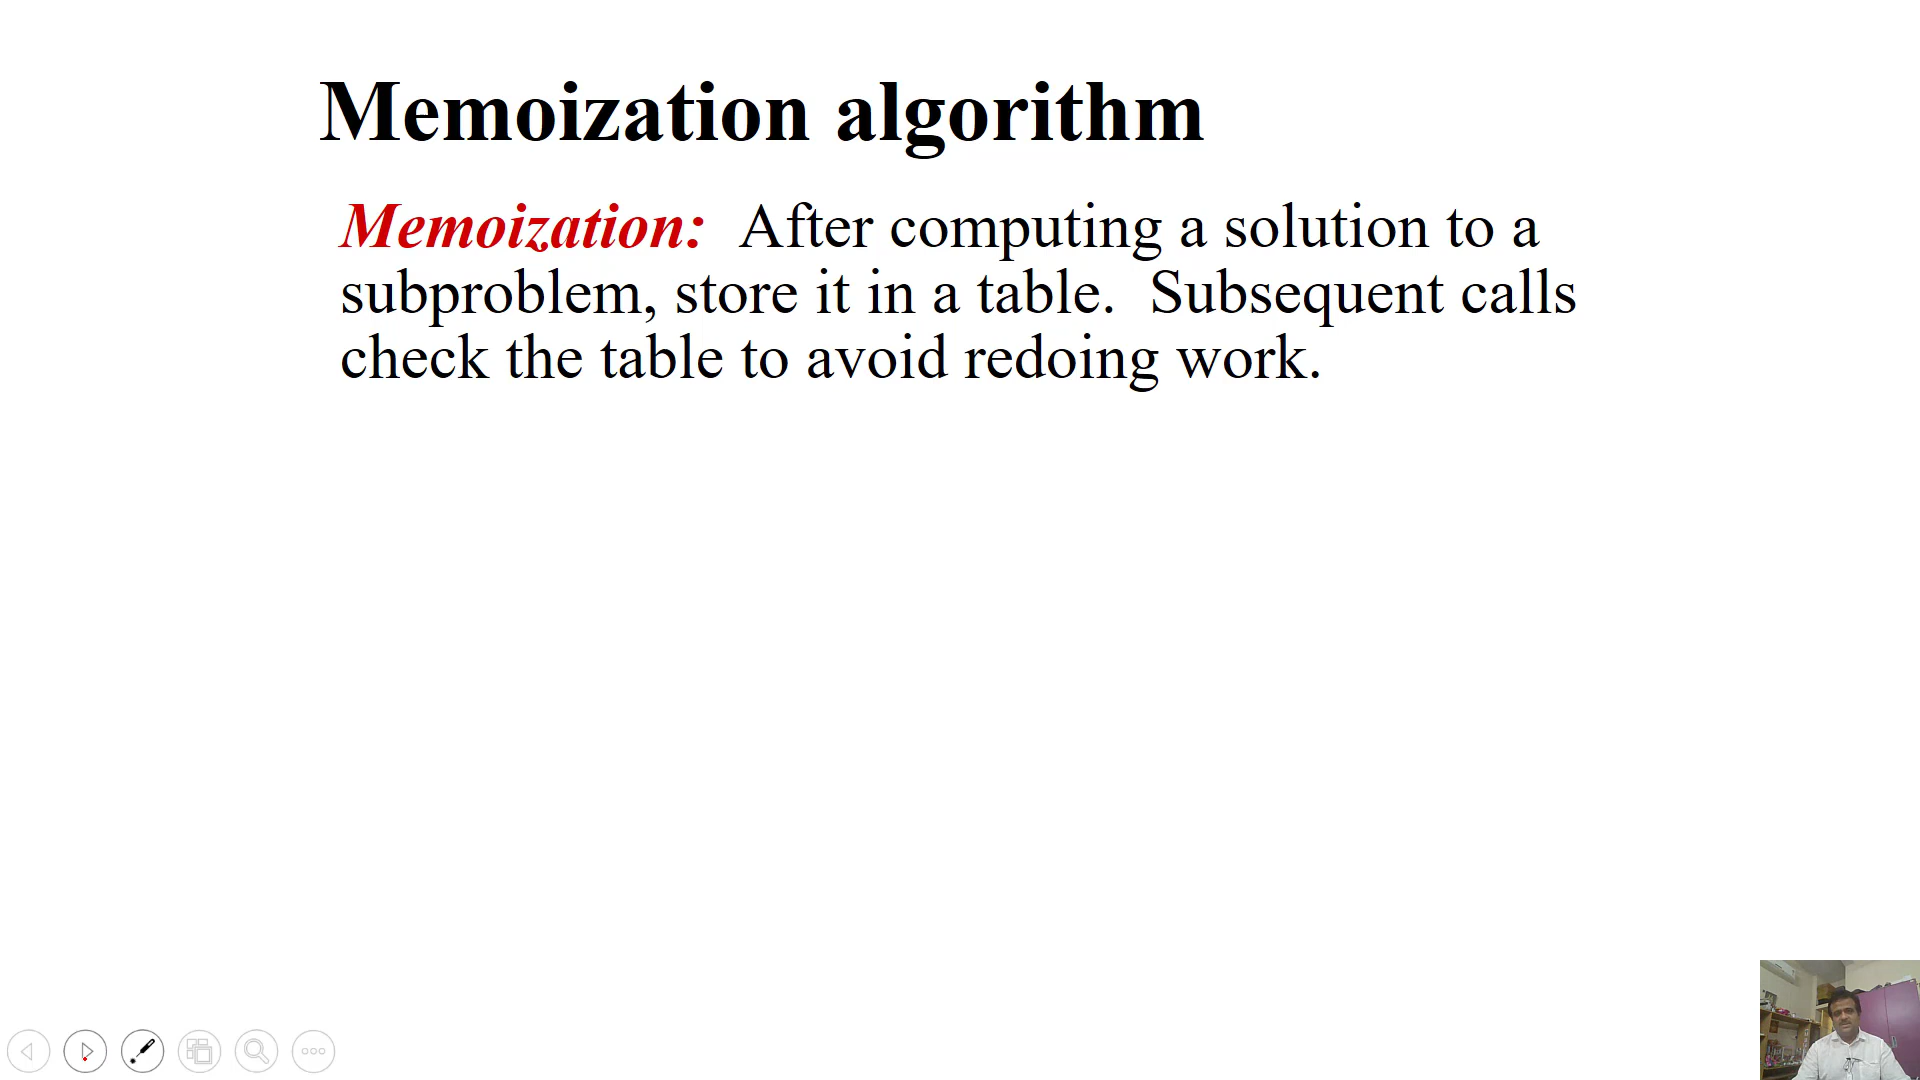 Memoization algorithm
Memoization: After computing a solution to a
subproblem, store it in a table. Subsequent calls
check the table to avoid redoing work.